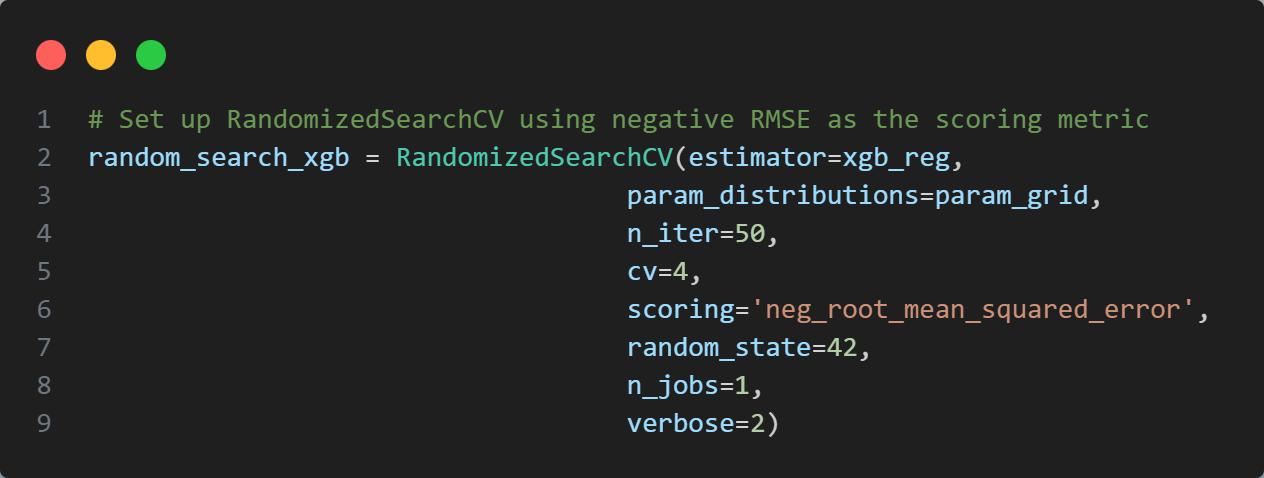 1 # Set up RandomizedSearchCV using negative RMSE as the scoring metric
2 random_search_xgb = RandomizedSearchCV(estimator=xgb_reg,
3                                    param_distributions=param_grid,
4                                    n_iter=50,
5                                    cv=4,
6                                    scoring='neg_root_mean_squared_error',
7                                    random_state=42,
8                                    n_jobs=1,
9                                    verbose=2)